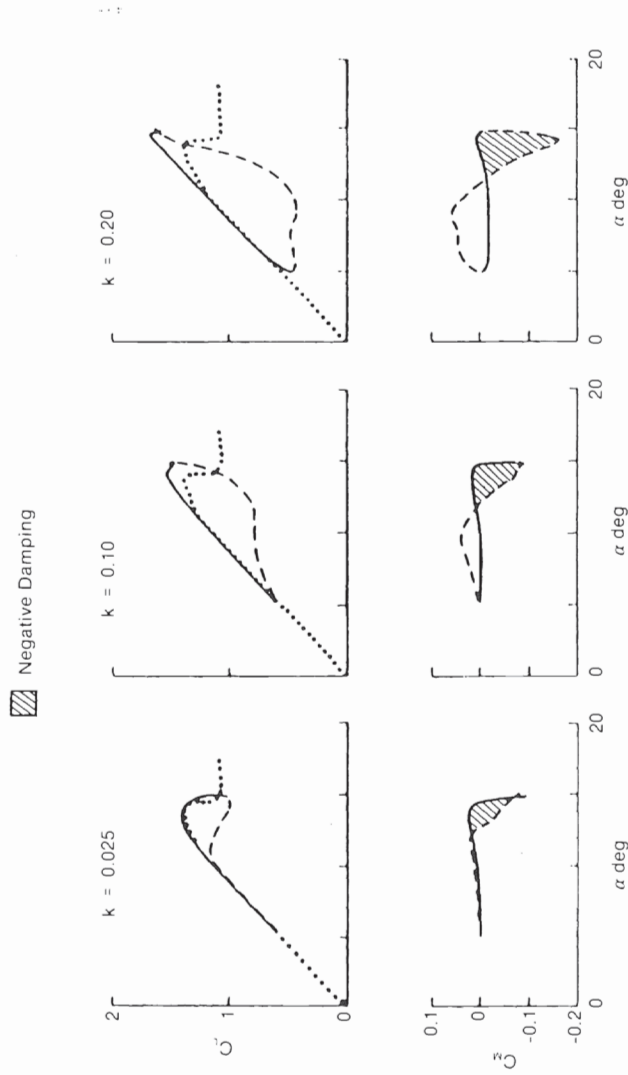 Negative Damping
k = 0.025
k = 0.10
k = 0.20
2
1
0
C_L
0.1
0
-0.1
-0.2
C_M
0
20
α deg
0
20
α deg
0
20
α deg